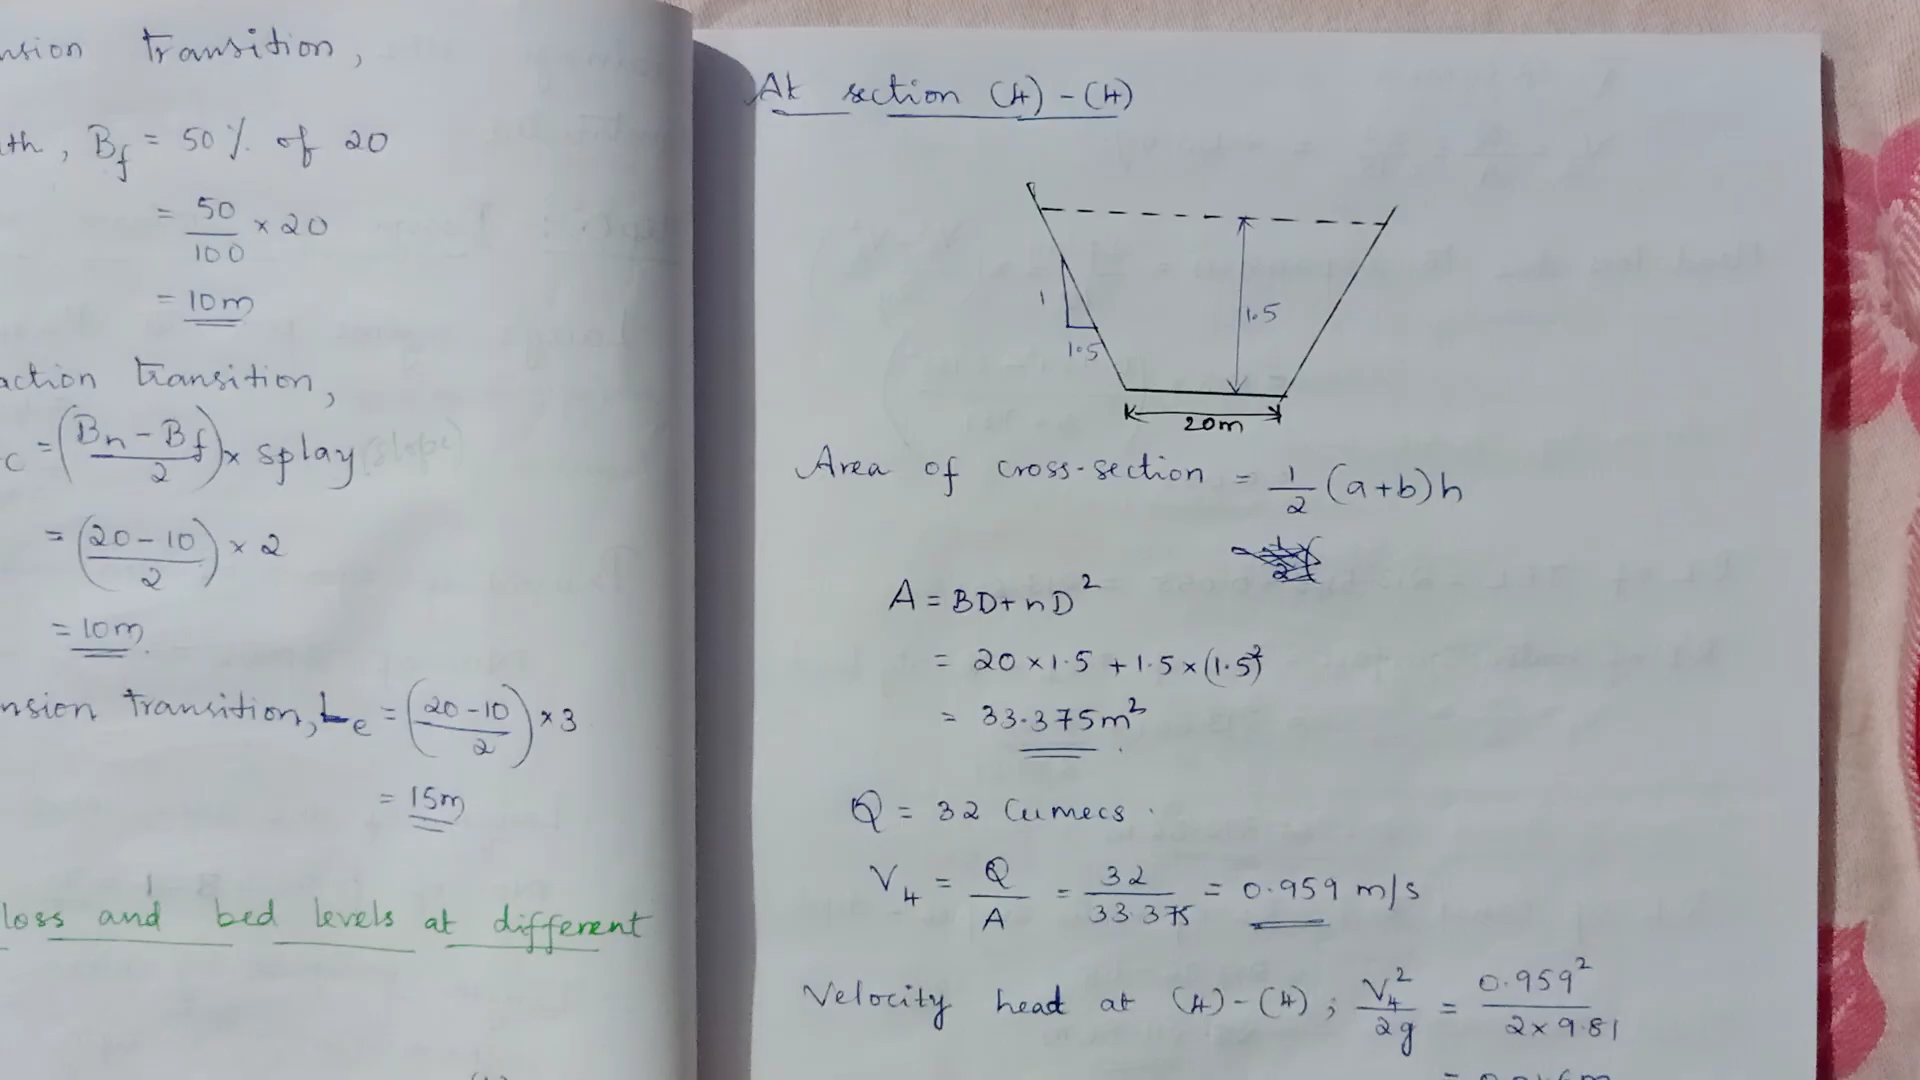 nsion transition,
lth, Bf = 50% of 20
= 50/100 × 20
= 10m
action transition,
c = (Bn - Bf / 2) × splay
= (20-10 / 2) × 2
= 10m.
nsion transition, Le = (20-10 / 2) × 3
= 15m
loss and bed levels at different
At section (4) - (4)
1
1.5
1.5
20m
Area of cross-section = 1/2 (a+b)h
A = BD+nD²
= 20×1.5 + 1.5×(1.5)²
= 33.375m²
Q = 32 Cumecs.
V4 = Q/A = 32/33.375 = 0.959 m/s
Velocity head at (4)-(4) ; V4²/2g = 0.959²/2×9.81